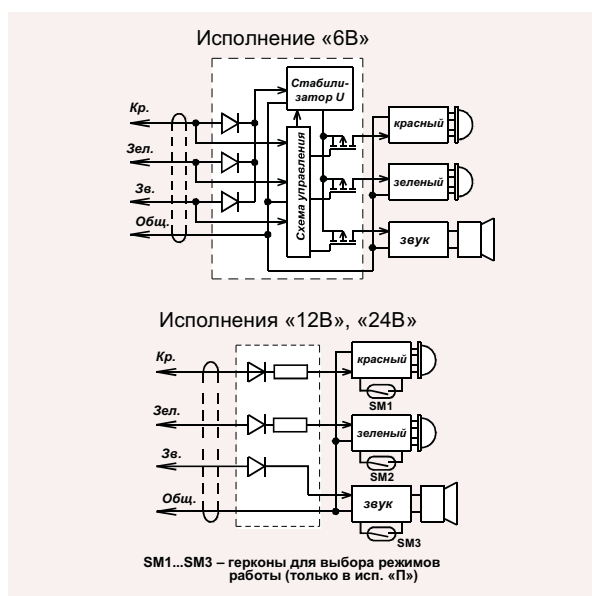 Исполнение «6В»
Стабили-
затор U
Кр.
красный
Зел.
Схема управления
зеленый
Зв.
Общ.
звук
Исполнения «12В», «24В»
Кр.
красный
SM1
Зел.
зеленый
SM2
Зв.
Общ.
звук
SM3
SM1...SM3 – герконы для выбора режимов
работы (только в исп. «П»)